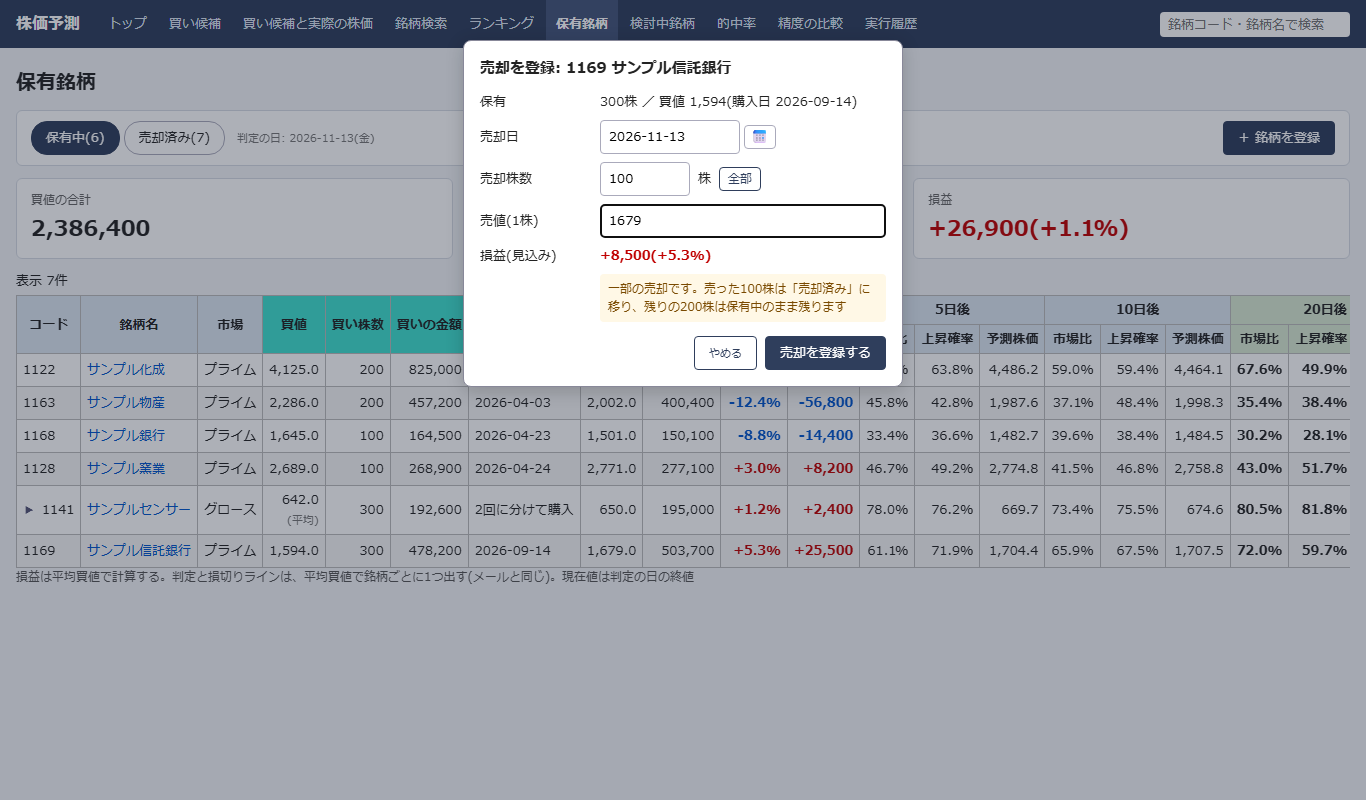 株価予測 トップ 買い候補 買い候補と実際の株価 銘柄検索 ランキング 保有銘柄 検討中銘柄 的中率 精度の比較 実行履歴 銘柄コード・銘柄名で検索
保有銘柄
保有中(6) 売却済み(7) 判定の日: 2026-11-13(金) ＋ 銘柄を登録
買値の合計
2,386,400
損益
+26,900(+1.1%)
売却を登録: 1169 サンプル信託銀行
保有 300株 ／ 買値 1,594(購入日 2026-09-14)
売却日 2026-11-13
売却株数 100 株 全部
売値(1株) 1679
損益(見込み) +8,500(+5.3%)
一部の売却です。売った100株は「売却済み」に
移り、残りの200株は保有中のまま残ります
やめる 売却を登録する
表示 7件
コード 銘柄名 市場 買値 買い株数 買いの金額 5日後 10日後 20日後
上昇確率 予測株価 市場比 上昇確率 予測株価 市場比 上昇確率
1122 サンプル化成 プライム 4,125.0 200 825,000 63.8% 4,486.2 59.0% 59.4% 4,464.1 67.6% 49.9%
1163 サンプル物産 プライム 2,286.0 200 457,200 2026-04-03 2,002.0 400,400 -12.4% -56,800 45.8% 42.8% 1,987.6 37.1% 48.4% 1,998.3 35.4% 38.4%
1168 サンプル銀行 プライム 1,645.0 100 164,500 2026-04-23 1,501.0 150,100 -8.8% -14,400 33.4% 36.6% 1,482.7 39.6% 38.4% 1,484.5 30.2% 28.1%
1128 サンプル窯業 プライム 2,689.0 100 268,900 2026-04-24 2,771.0 277,100 +3.0% +8,200 46.7% 49.2% 2,774.8 41.5% 46.8% 2,758.8 43.0% 51.7%
▶ 1141 サンプルセンサー グロース 642.0 (平均) 300 192,600 2回に分けて購入 650.0 195,000 +1.2% +2,400 78.0% 76.2% 669.7 73.4% 75.5% 674.6 80.5% 81.8%
1169 サンプル信託銀行 プライム 1,594.0 300 478,200 2026-09-14 1,679.0 503,700 +5.3% +25,500 61.1% 71.9% 1,704.4 65.9% 67.5% 1,707.5 72.0% 59.7%
損益は平均買値で計算する。判定と損切りラインは、平均買値で銘柄ごとに1つ出す(メールと同じ)。現在値は判定の日の終値